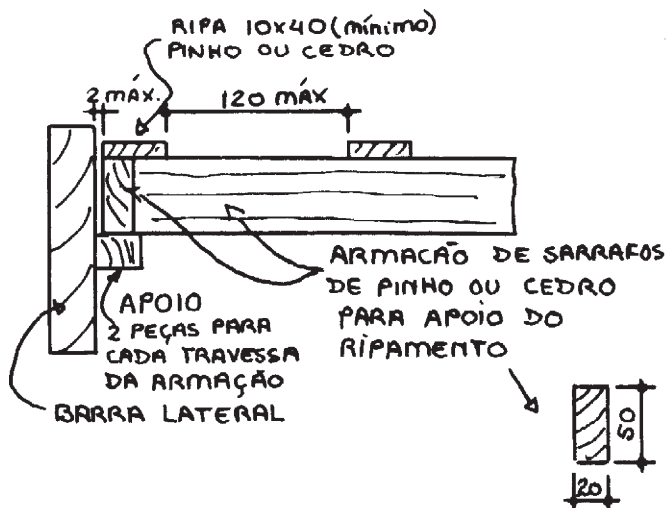 RIPA 10x40 (mínimo)
PINHO OU CEDRO
2 MÁX.
120 MÁX
ARMACÃO DE SARRAFOS
DE PINHO OU CEDRO
PARA APOIO DO
RIPAMENTO
APOIO
2 PEÇAS PARA
CADA TRAVESSA
DA ARMAÇÃO
BARRA LATERAL
50
20